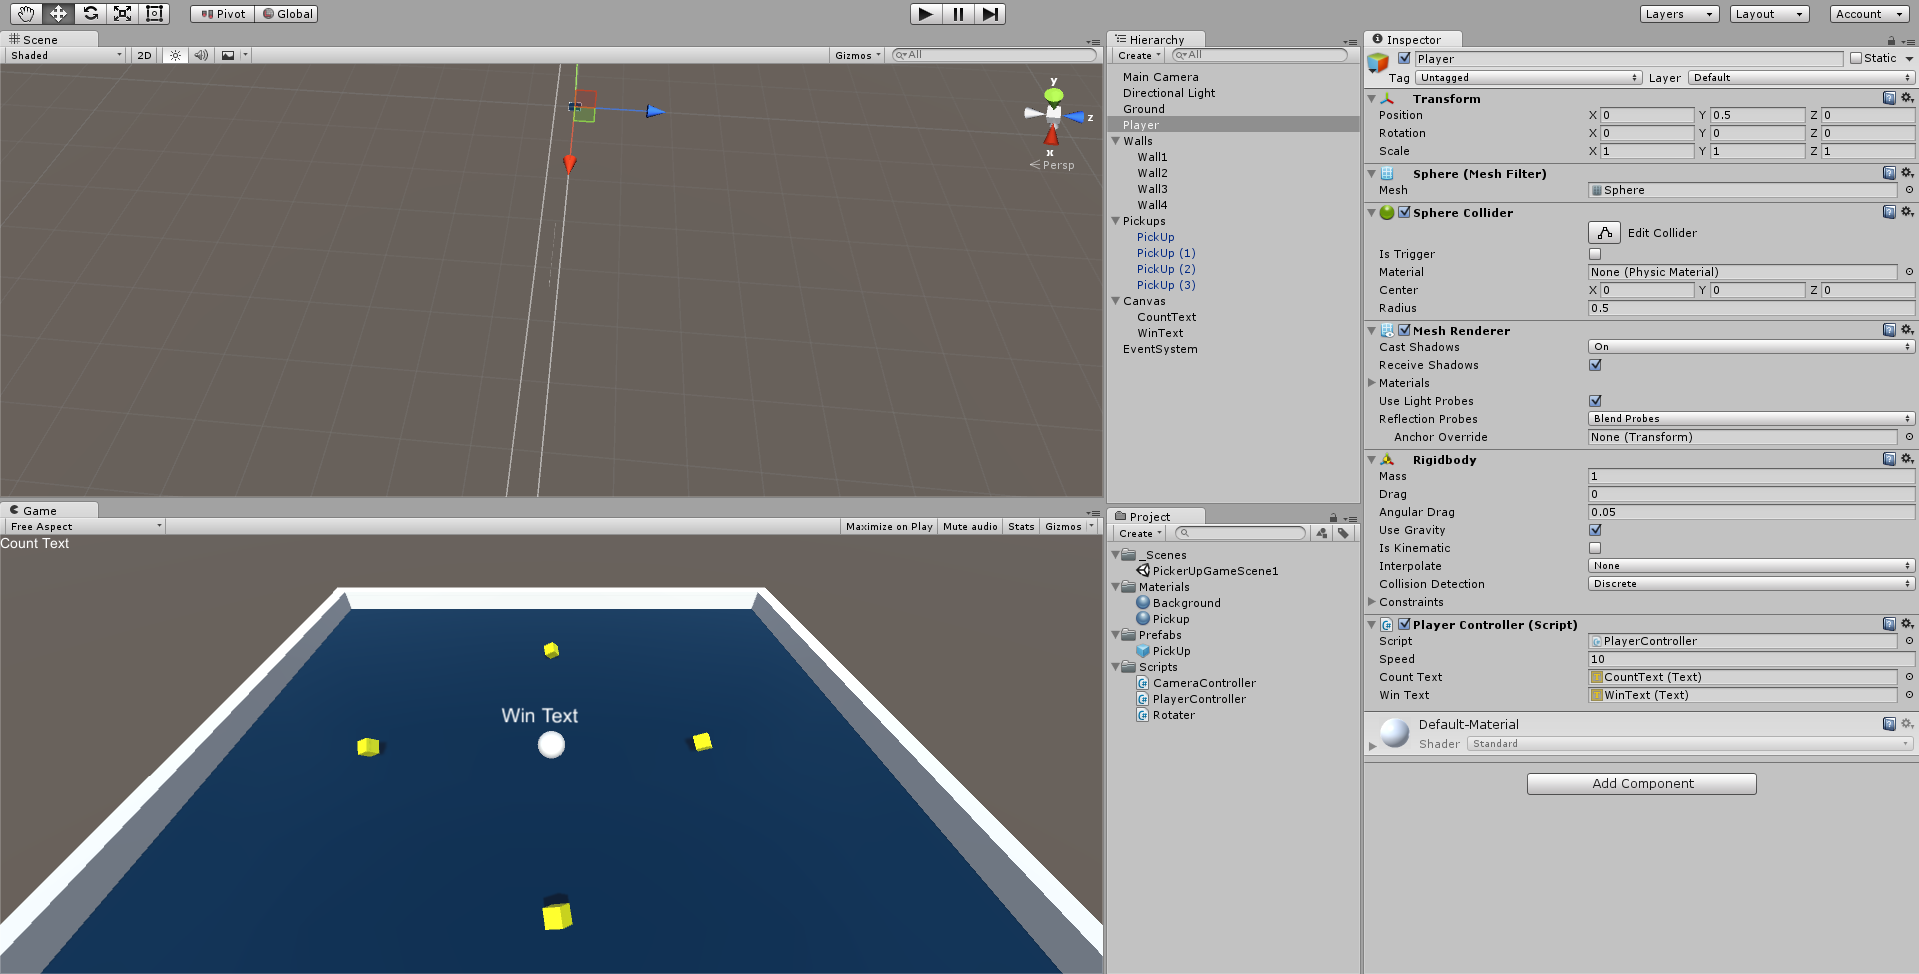 Pivot Global Layers Layout Account
Scene
Shaded 2D Gizmos All
y
z
x
Persp
Game
Free Aspect Maximize on Play Mute audio Stats Gizmos
Count Text
Win Text
Hierarchy
Create All
Main Camera
Directional Light
Ground
Player
Walls
Wall1
Wall2
Wall3
Wall4
Pickups
PickUp
PickUp (1)
PickUp (2)
PickUp (3)
Canvas
CountText
WinText
EventSystem
Project
Create
_Scenes
PickerUpGameScene1
Materials
Background
Pickup
Prefabs
PickUp
Scripts
CameraController
PlayerController
Rotater
Inspector
Player Static
Tag Untagged Layer Default
Transform
Position X 0 Y 0.5 Z 0
Rotation X 0 Y 0 Z 0
Scale X 1 Y 1 Z 1
Sphere (Mesh Filter)
Mesh Sphere
Sphere Collider
Edit Collider
Is Trigger
Material None (Physic Material)
Center X 0 Y 0 Z 0
Radius 0.5
Mesh Renderer
Cast Shadows On
Receive Shadows
Materials
Use Light Probes
Reflection Probes Blend Probes
Anchor Override None (Transform)
Rigidbody
Mass 1
Drag 0
Angular Drag 0.05
Use Gravity
Is Kinematic
Interpolate None
Collision Detection Discrete
Constraints
Player Controller (Script)
Script PlayerController
Speed 10
Count Text CountText (Text)
Win Text WinText (Text)
Default-Material
Shader Standard
Add Component